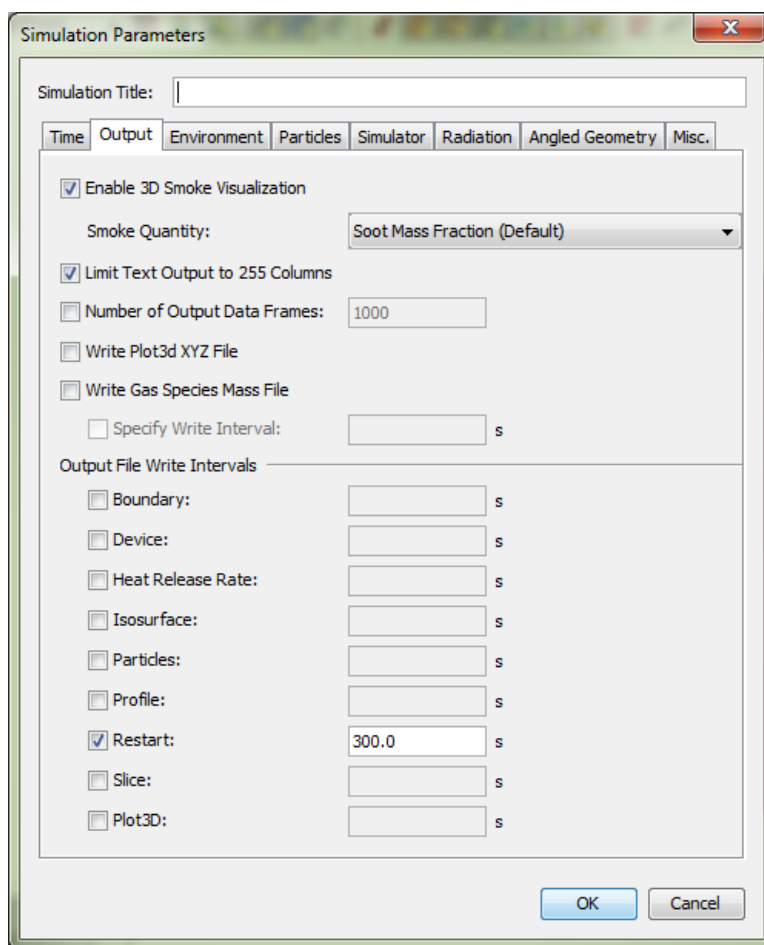 Simulation Parameters
Simulation Title:
Time Output Environment Particles Simulator Radiation Angled Geometry Misc.
Enable 3D Smoke Visualization
Smoke Quantity: Soot Mass Fraction (Default)
Limit Text Output to 255 Columns
Number of Output Data Frames: 1000
Write Plot3d XYZ File
Write Gas Species Mass File
Specify Write Interval: s
Output File Write Intervals
Boundary: s
Device: s
Heat Release Rate: s
Isosurface: s
Particles: s
Profile: s
Restart: 300.0 s
Slice: s
Plot3D: s
OK Cancel